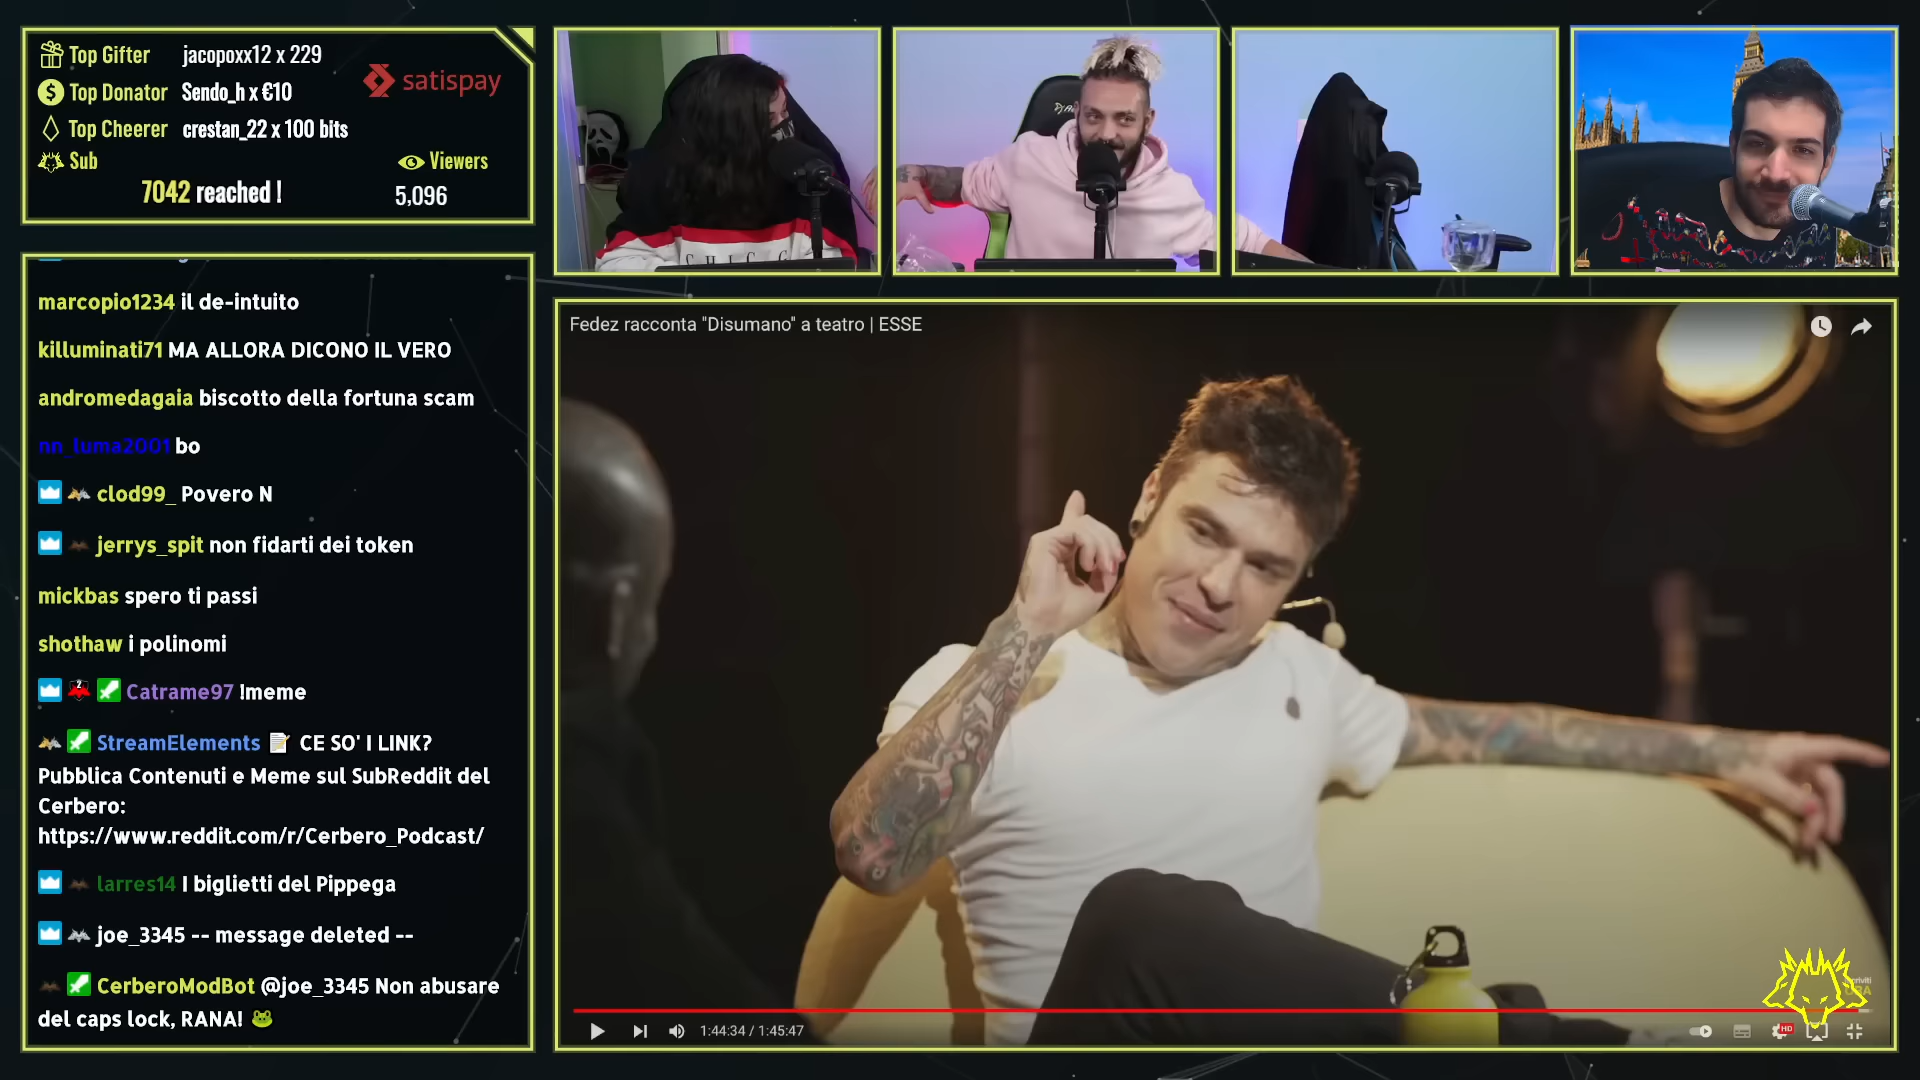 Top Gifter jacopoxx12 x 229
satispay
Top Donator Sendo_h x €10
Top Cheerer crestan_22 x 100 bits
Sub
Viewers
7042 reached !
5,096
marcopio1234 il de-intuito
killuminati71 MA ALLORA DICONO IL VERO
andromedagaia biscotto della fortuna scam
nn_luma2001 bo
clod99_ Povero N
jerrys_spit non fidarti dei token
mickbas spero ti passi
shothaw i polinomi
2 Catrame97 !meme
StreamElements 📝 CE SO' I LINK?
Pubblica Contenuti e Meme sul SubReddit del
Cerbero:
https://www.reddit.com/r/Cerbero_Podcast/
larres14 I biglietti del Pippega
joe_3345 -- message deleted --
CerberoModBot @joe_3345 Non abusare
del caps lock, RANA! 🐸
Fedez racconta "Disumano" a teatro | ESSE
1:44:34 / 1:45:47
HD